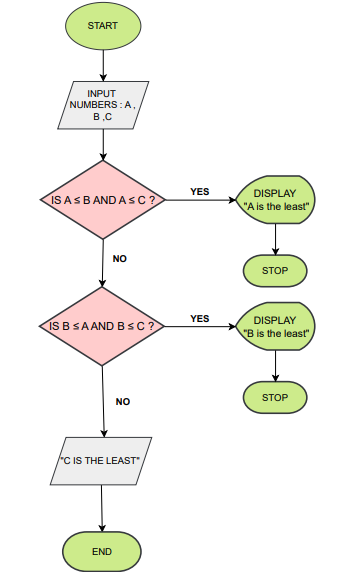 START
INPUT
NUMBERS : A ,
B ,C
IS A ≤ B AND A ≤ C ?
YES
DISPLAY
"A is the least"
STOP
NO
IS B ≤ A AND B ≤ C ?
YES
DISPLAY
"B is the least"
STOP
NO
"C IS THE LEAST"
END